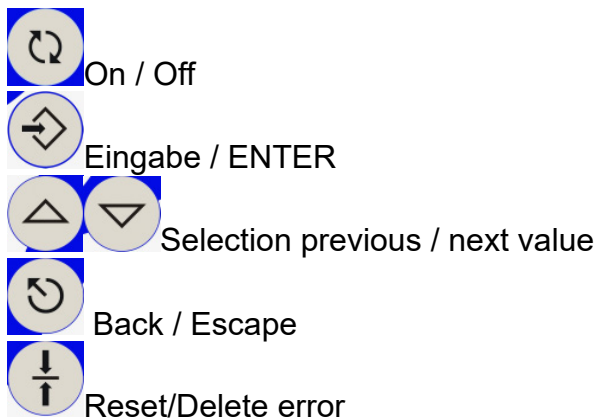 On / Off
Eingabe / ENTER
Selection previous / next value
Back / Escape
Reset/Delete error